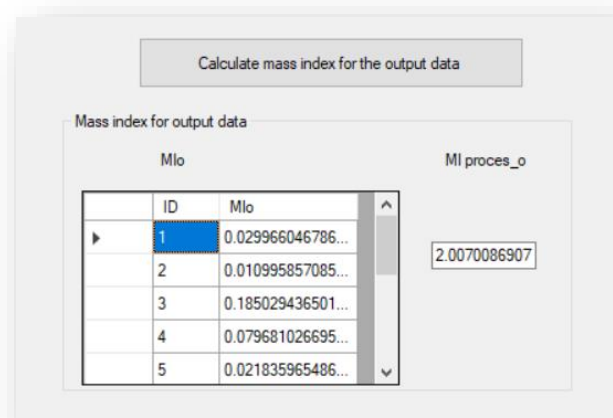 Calculate mass index for the output data
Mass index for output data
MIo MI proces_o
ID MIo
1 0.029966046786...
2 0.010995857085...
3 0.185029436501...
4 0.079681026695...
5 0.021835965486...
2.0070086907